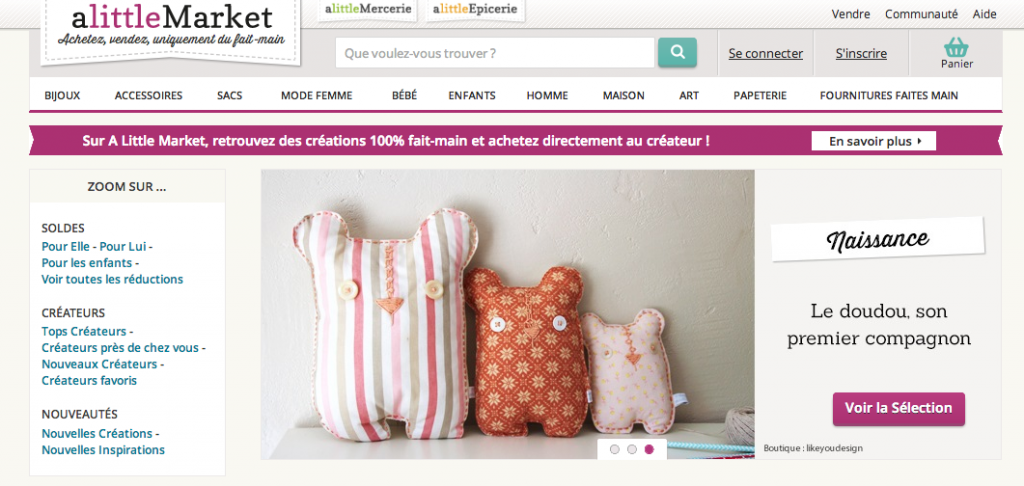 alittleMarket
Achetez, vendez, uniquement du fait-main
alittleMercerie
alittleEpicerie
Vendre Communauté Aide
Que voulez-vous trouver ?
Se connecter
S'inscrire
Panier
BIJOUX ACCESSOIRES SACS MODE FEMME BÉBÉ ENFANTS HOMME MAISON ART PAPETERIE FOURNITURES FAITES MAIN
Sur A Little Market, retrouvez des créations 100% fait-main et achetez directement au créateur !
En savoir plus
ZOOM SUR ...
SOLDES
Pour Elle - Pour Lui -
Pour les enfants -
Voir toutes les réductions
CRÉATEURS
Tops Créateurs -
Créateurs près de chez vous -
Nouveaux Créateurs -
Créateurs favoris
NOUVEAUTÉS
Nouvelles Créations -
Nouvelles Inspirations
Naissance
Le doudou, son
premier compagnon
Voir la Sélection
Boutique : likeyoudesign